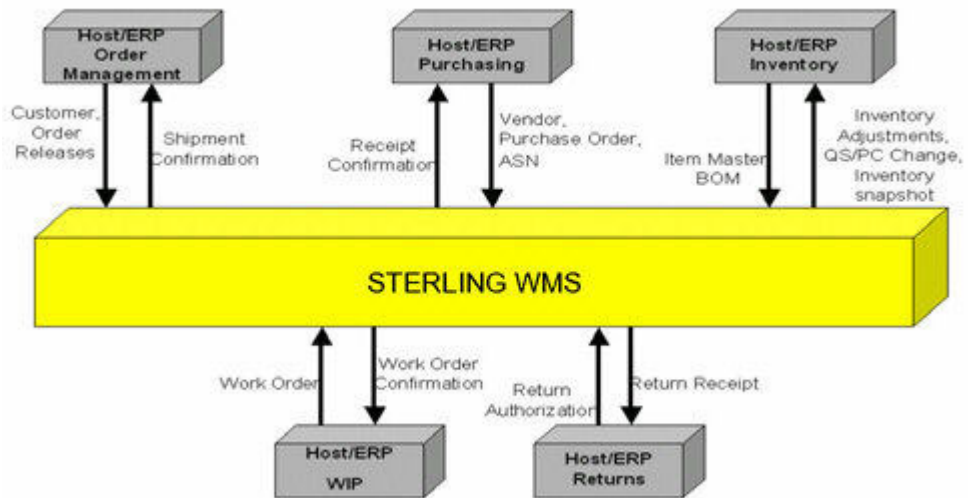 Host/ERP
Order
Management
Host/ERP
Purchasing
Host/ERP
Inventory
Customer,
Order
Releases
Shipment
Confirmation
Receipt
Confirmation
Vendor,
Purchase Order,
ASN
Item Master
BOM
Inventory
Adjustments,
QS/PC Change,
Inventory
snapshot
STERLING WMS
Work Order
Work Order
Confirmation
Return
Authorization
Return Receipt
Host/ERP
WIP
Host/ERP
Returns